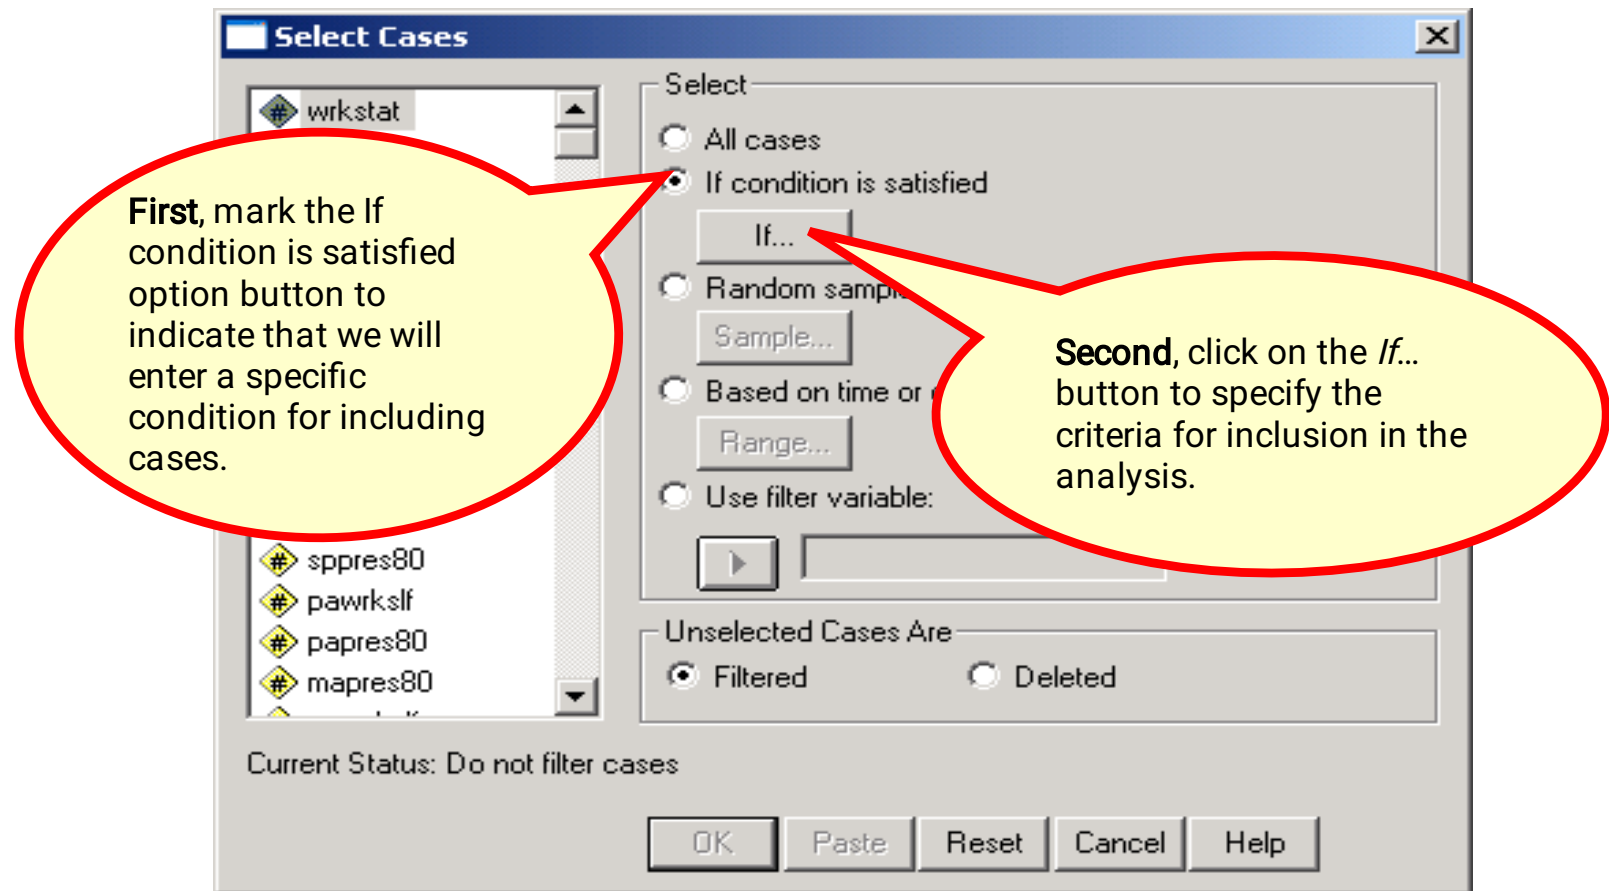 Select Cases
wrkstat
sppres80
pawrkslf
papres80
mapres80
Select
All cases
If condition is satisfied
If...
Random sample
Sample...
Based on time or
Range...
Use filter variable:
Unselected Cases Are
Filtered
Deleted
Current Status: Do not filter cases
OK
Paste
Reset
Cancel
Help
First, mark the If
condition is satisfied
option button to
indicate that we will
enter a specific
condition for including
cases.
Second, click on the If...
button to specify the
criteria for inclusion in the
analysis.